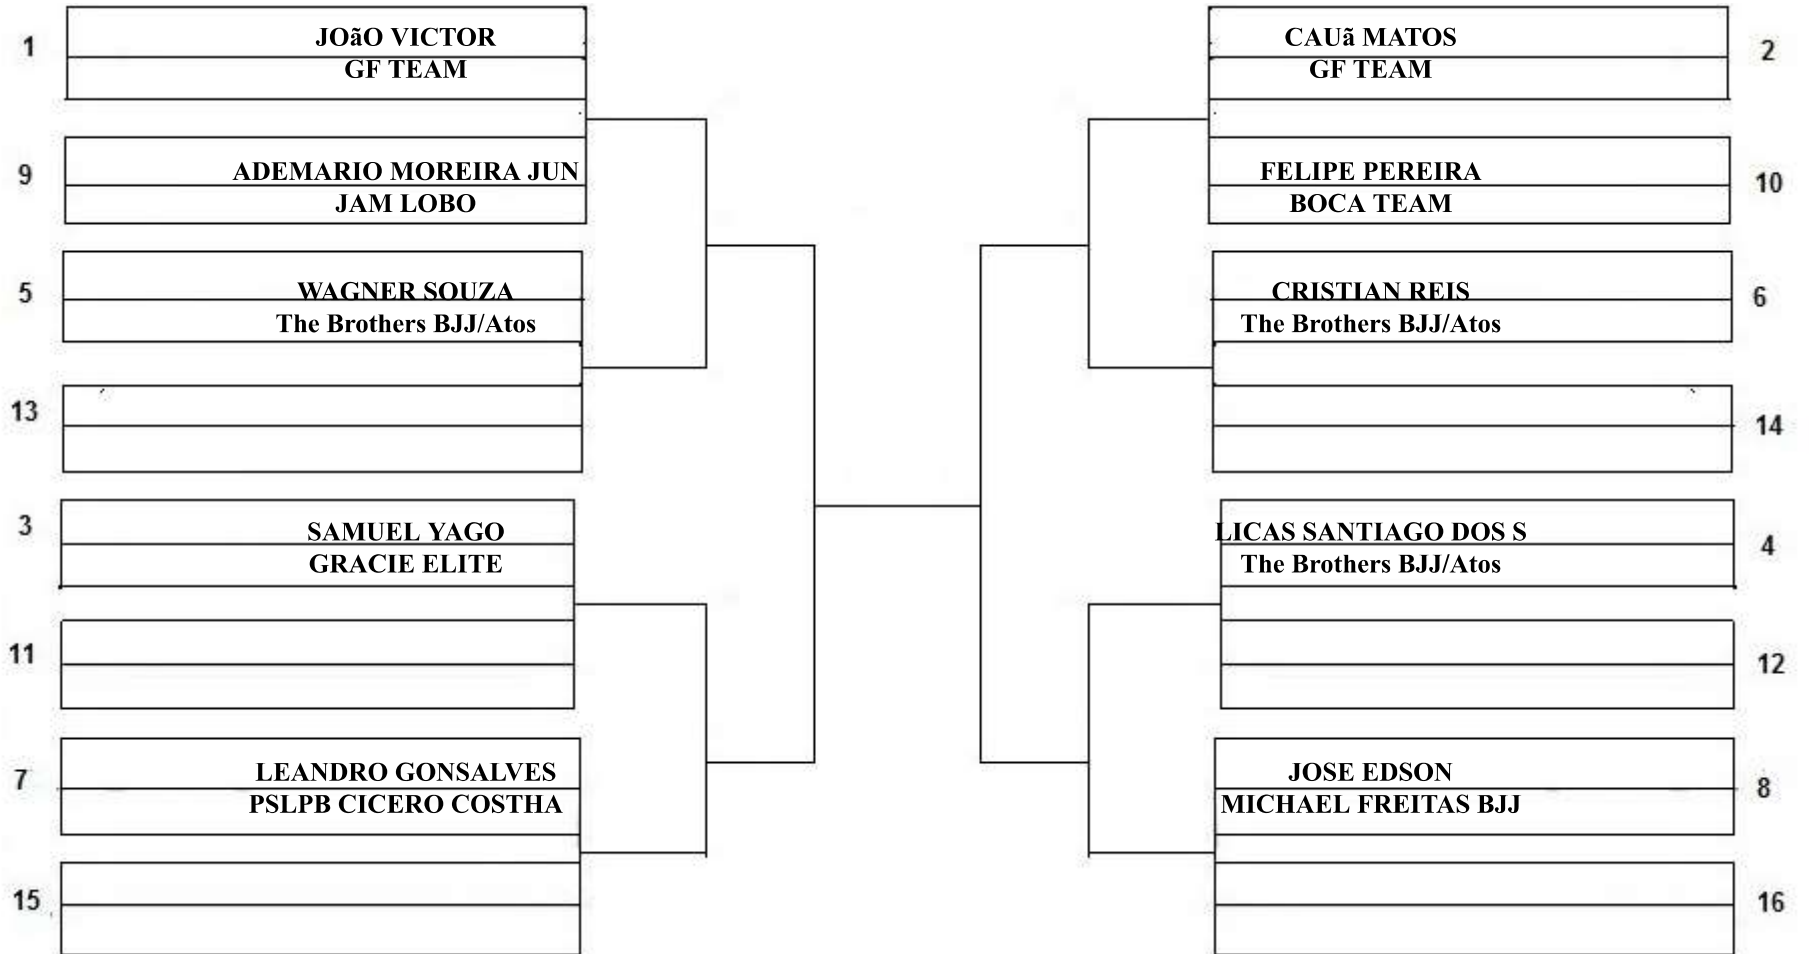 1
JOãO VICTOR
GF TEAM
9
ADEMARIO MOREIRA JUN
JAM LOBO
5
WAGNER SOUZA
The Brothers BJJ/Atos
13
3
SAMUEL YAGO
GRACIE ELITE
11
7
LEANDRO GONSALVES
PSLPB CICERO COSTHA
15
CAUã MATOS
GF TEAM
2
FELIPE PEREIRA
BOCA TEAM
10
CRISTIAN REIS
The Brothers BJJ/Atos
6
14
LICAS SANTIAGO DOS S
The Brothers BJJ/Atos
4
12
JOSE EDSON
MICHAEL FREITAS BJJ
8
16